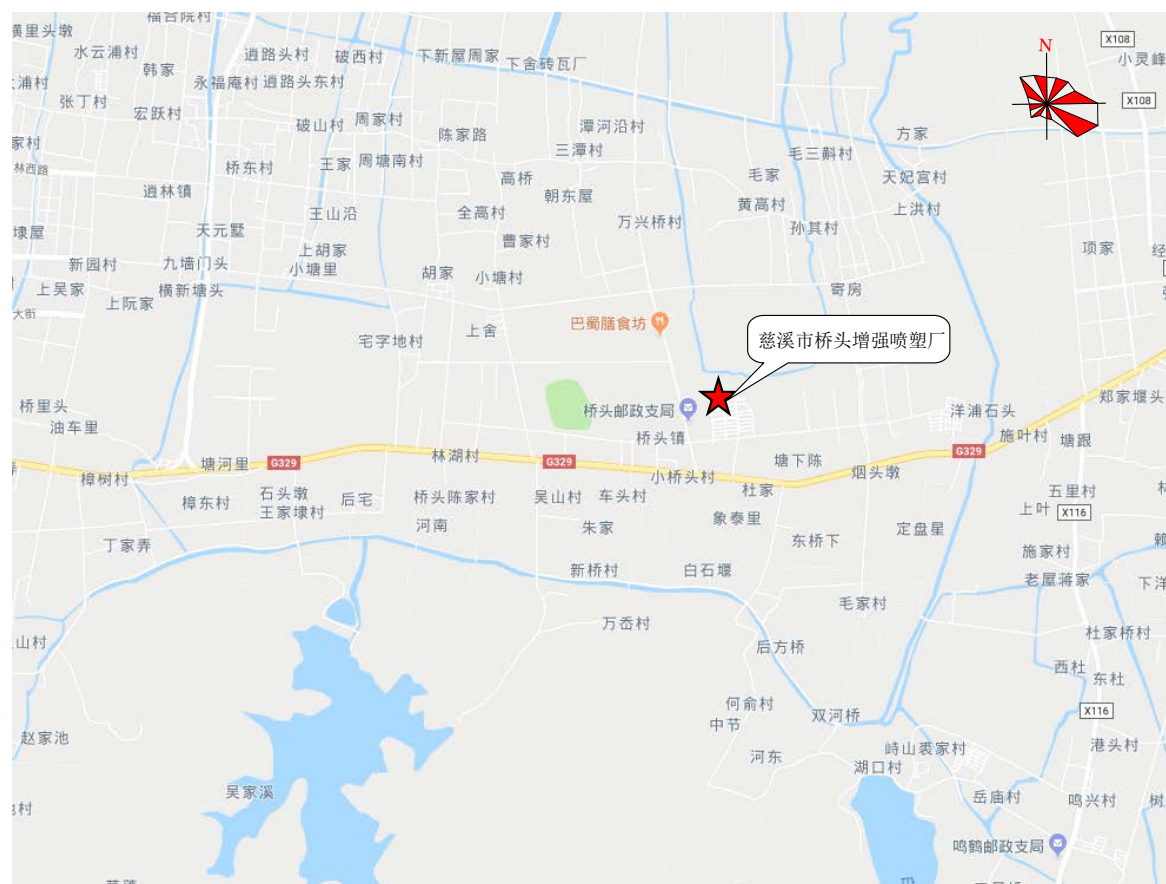 福合院村
横里头墩
水云浦村
逍路头村
破西村
下新屋周家
下舍砖瓦厂
N
X108
小灵峰
韩家
永福庵村
逍路头东村
X108
张丁村
宏跃村
破山村
周家村
陈家路
潭河沿村
方家
家村
三潭村
毛三斛村
林西路
桥东村
王家
周塘南村
高桥
毛家
天妃宫村
逍林镇
朝东屋
黄高村
上洪村
王山沿
全高村
万兴桥村
孙其村
埭屋
天元墅
曹家村
项家
上胡家
新园村
九墙门头
小塘里
胡家
小塘村
上吴家
横新塘头
寄房
上阮家
大街
宅字地村
上舍
巴蜀膳食坊
慈溪市桥头增强喷塑厂
桥里头
桥头邮政支局
洋浦石头
郑家堰头
油车里
桥头镇
施叶村
塘跟
G329
樟树村
塘河里
G329
林湖村
G329
小桥头村
塘下陈
烟头墩
樟东村
石头墩
后宅
桥头陈家村
吴山村
车头村
杜家
五里村
王家埭村
上叶
X116
河南
朱家
象泰里
定盘星
丁家弄
东桥下
施家村
新桥村
白石堰
老屋蒋家
下洋
毛家村
万岙村
杜家桥村
山村
后方桥
西杜
东杜
何俞村
中节
双河桥
X116
赵家池
河东
峙山裘家村
港头村
湖口村
吴家溪
岳庙村
鸣兴村
鸣鹤邮政支局